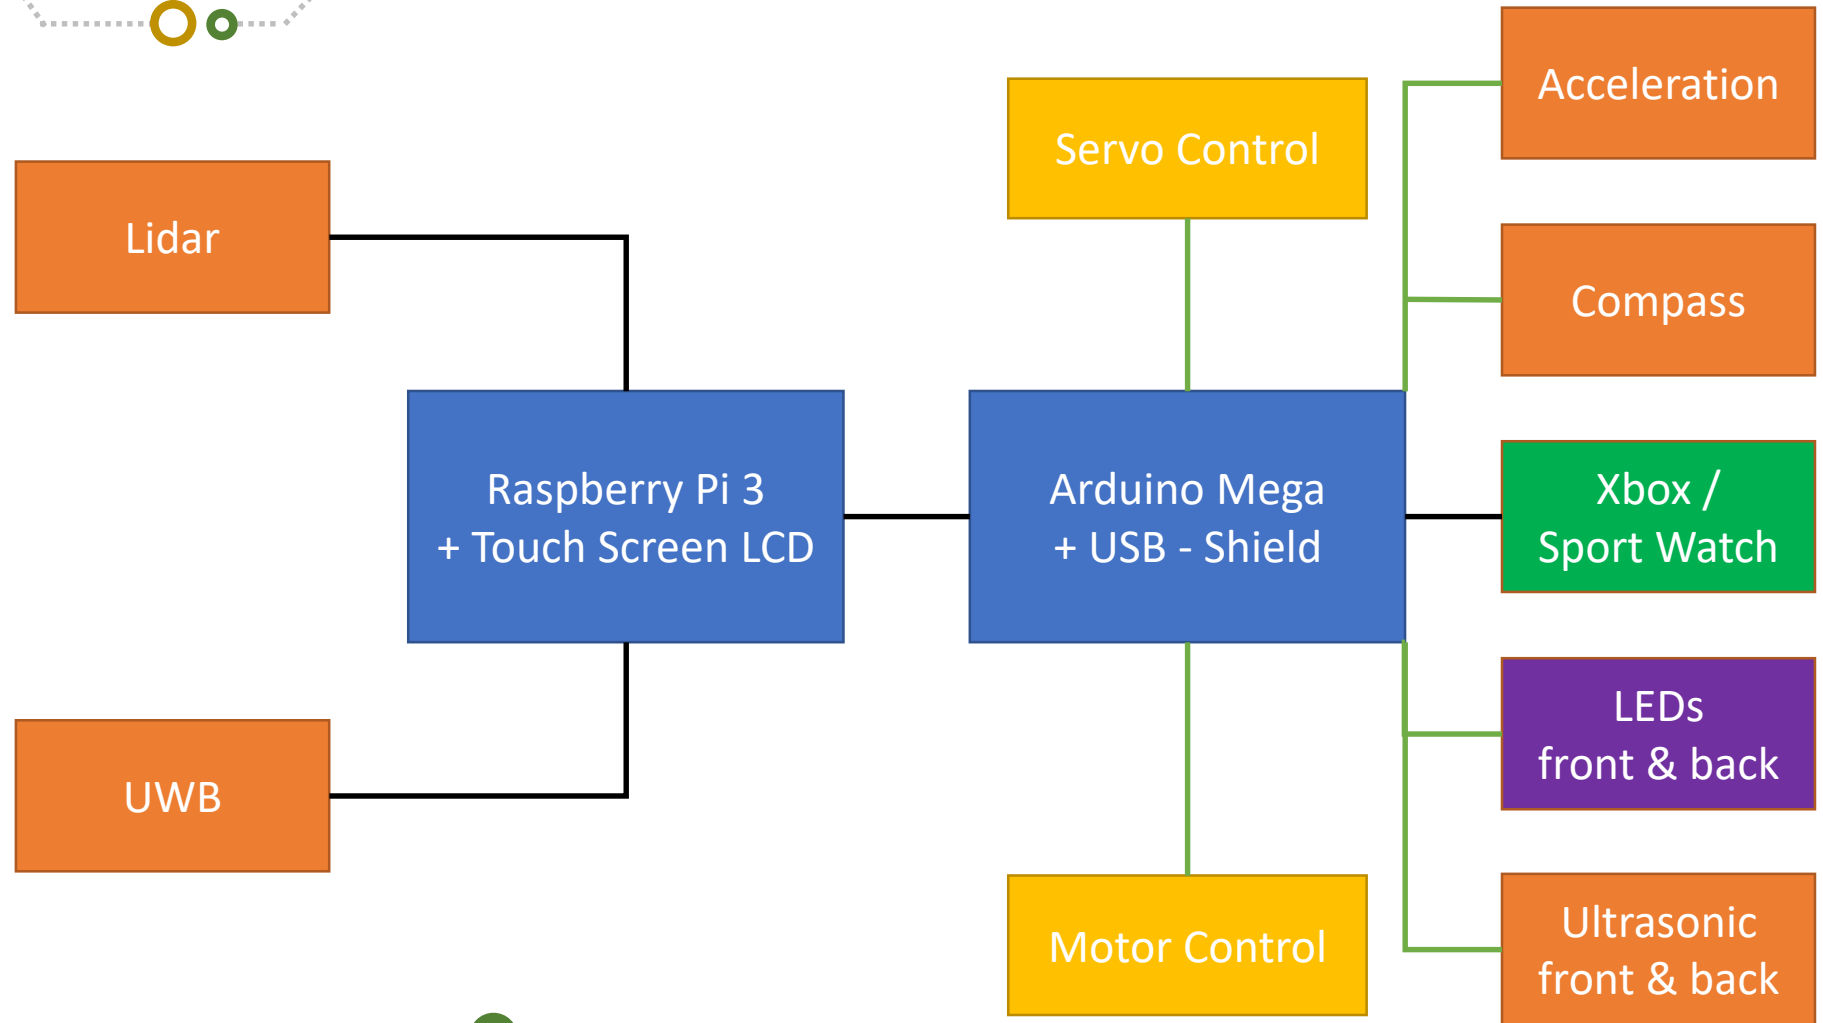 Acceleration
Servo Control
Lidar
Compass
Raspberry Pi 3
+ Touch Screen LCD
Arduino Mega
+ USB - Shield
Xbox /
Sport Watch
LEDs
front & back
UWB
Motor Control
Ultrasonic
front & back